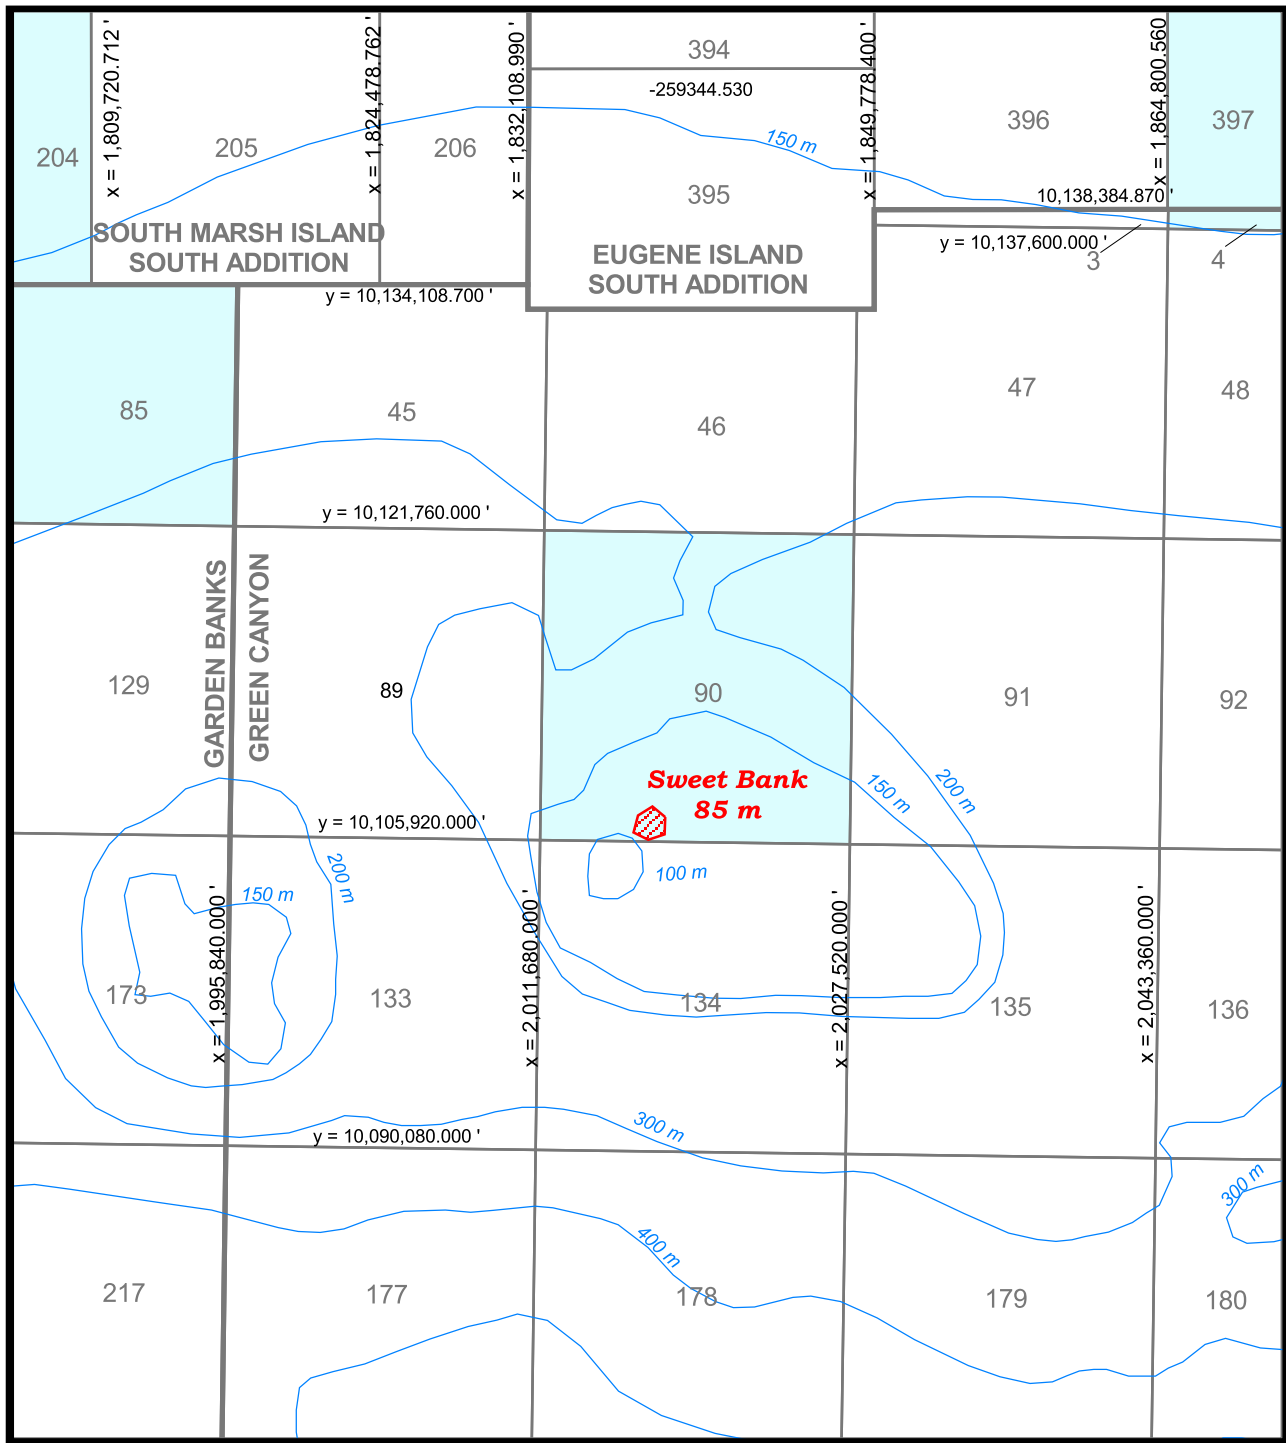 x = 1,809,720.712 '
x = 1,824,478.762 '
x = 1,832,108.990 '
394
-259344.530
x = 1,849,778.400 '
x = 1,864,800.560
204
205
206
150 m
395
396
397
10,138,384.870 '
SOUTH MARSH ISLAND
SOUTH ADDITION
EUGENE ISLAND
SOUTH ADDITION
y = 10,137,600.000 '
3
4
y = 10,134,108.700 '
85
45
46
47
48
y = 10,121,760.000 '
GARDEN BANKS
GREEN CANYON
129
89
90
91
92
Sweet Bank
85 m
150 m
200 m
y = 10,105,920.000 '
200 m
150 m
100 m
x = 1,995,840.000 '
x = 2,011,680.000 '
x = 2,027,520.000 '
x = 2,043,360.000 '
173
133
134
135
136
y = 10,090,080.000 '
300 m
300 m
400 m
217
177
178
179
180